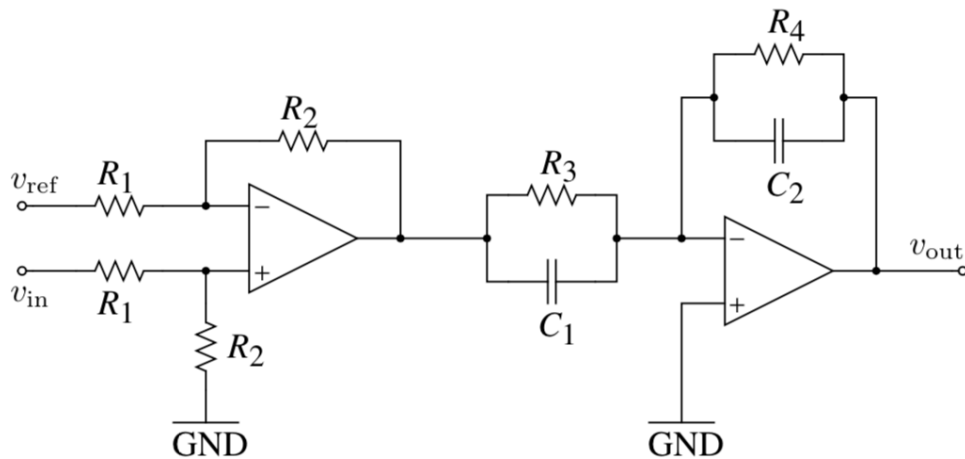 R4
R2
C2
vref
R1
R3
−
−
vout
+
+
vin
R1
C1
R2
GND
GND